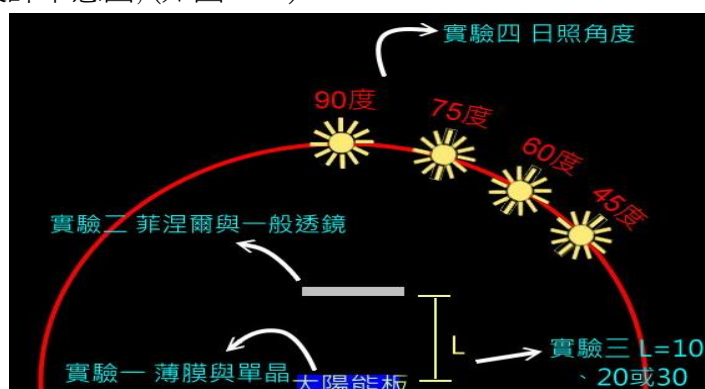 實驗四 日照角度
90度
75度
60度
45度
實驗二 菲涅爾與一般透鏡
L
實驗三 L=10
、20或30
實驗一 薄膜與單晶
太陽能板